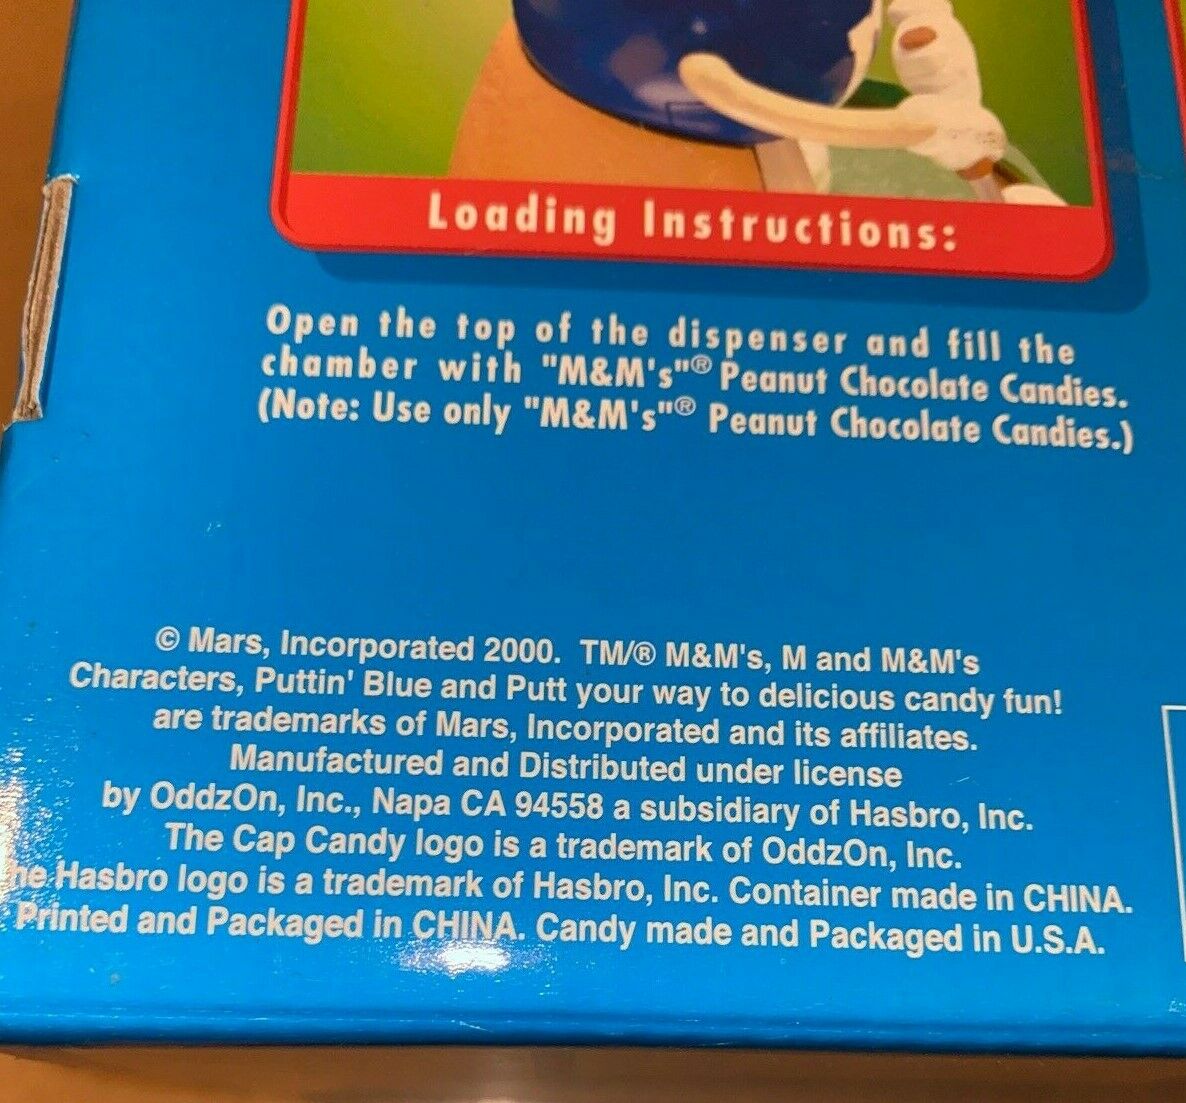 Loading Instructions:
Open the top of the dispenser and fill the
chamber with "M&M's"® Peanut Chocolate Candies.
(Note: Use only "M&M's"® Peanut Chocolate Candies.)
© Mars, Incorporated 2000. TM/® M&M's, M and M&M's
Characters, Puttin' Blue and Putt your way to delicious candy fun!
are trademarks of Mars, Incorporated and its affiliates.
Manufactured and Distributed under license
by OddzOn, Inc., Napa CA 94558 a subsidiary of Hasbro, Inc.
The Cap Candy logo is a trademark of OddzOn, Inc.
he Hasbro logo is a trademark of Hasbro, Inc. Container made in CHINA.
Printed and Packaged in CHINA. Candy made and Packaged in U.S.A.